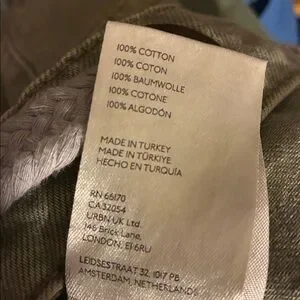 100% COTTON
100% COTON
100% BAUMWOLLE
100% COTONE
100% ALGODÓN
MADE IN TURKEY
MADE IN TÜRKIYE
HECHO EN TURQUÍA
RN 66170
CA 32054
URBN UK Ltd.
146 Brick Lane,
LONDON, E1 6RU
LEIDSESTRAAT 32, 1017 PB
AMSTERDAM, NETHERLANDS